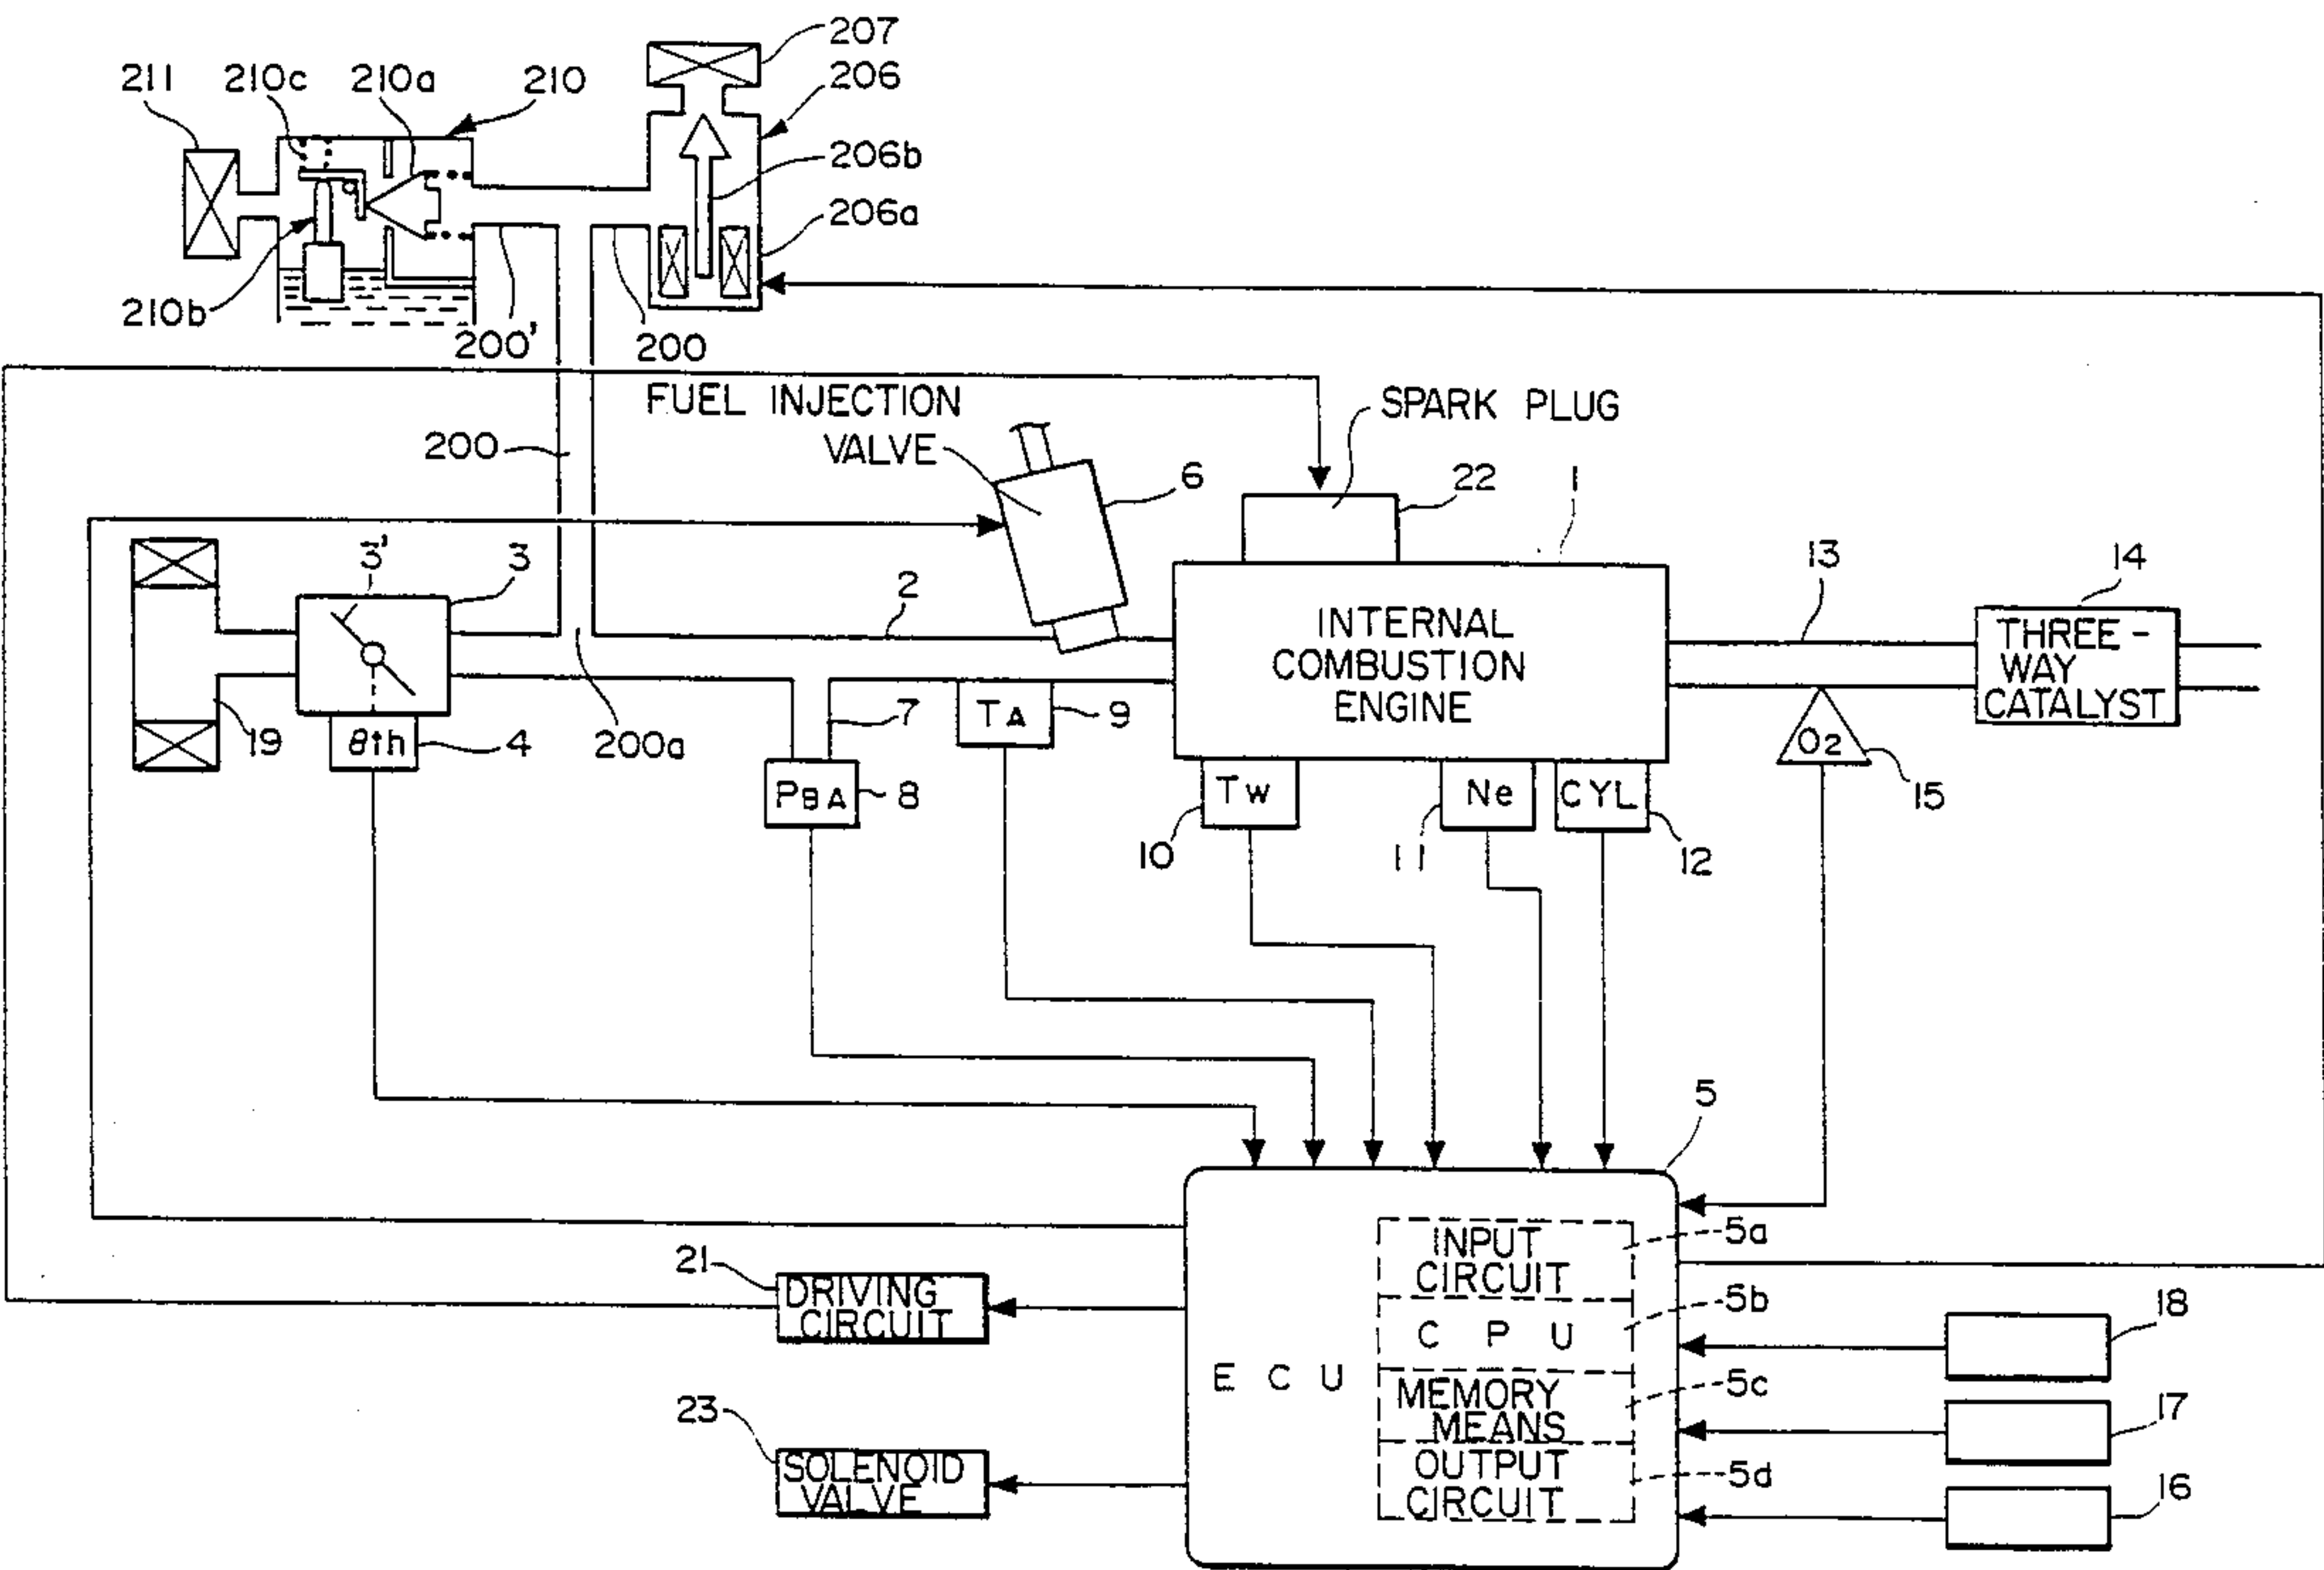 207
211
210c
210a
210
206
206b
206a
210b
200'
200
FUEL INJECTION
VALVE
SPARK PLUG
200
6
22
1
3'
3
2
13
14
INTERNAL
COMBUSTION
ENGINE
THREE-
WAY
CATALYST
19
θth
4
200a
7
TA
9
O2
PBA
8
TW
Ne
CYL
15
10
11
12
5
INPUT
CIRCUIT
5a
21
DRIVING
CIRCUIT
C P U
5b
18
E C U
MEMORY
MEANS
5c
23
17
SOLENOID
VALVE
OUTPUT
CIRCUIT
5d
16